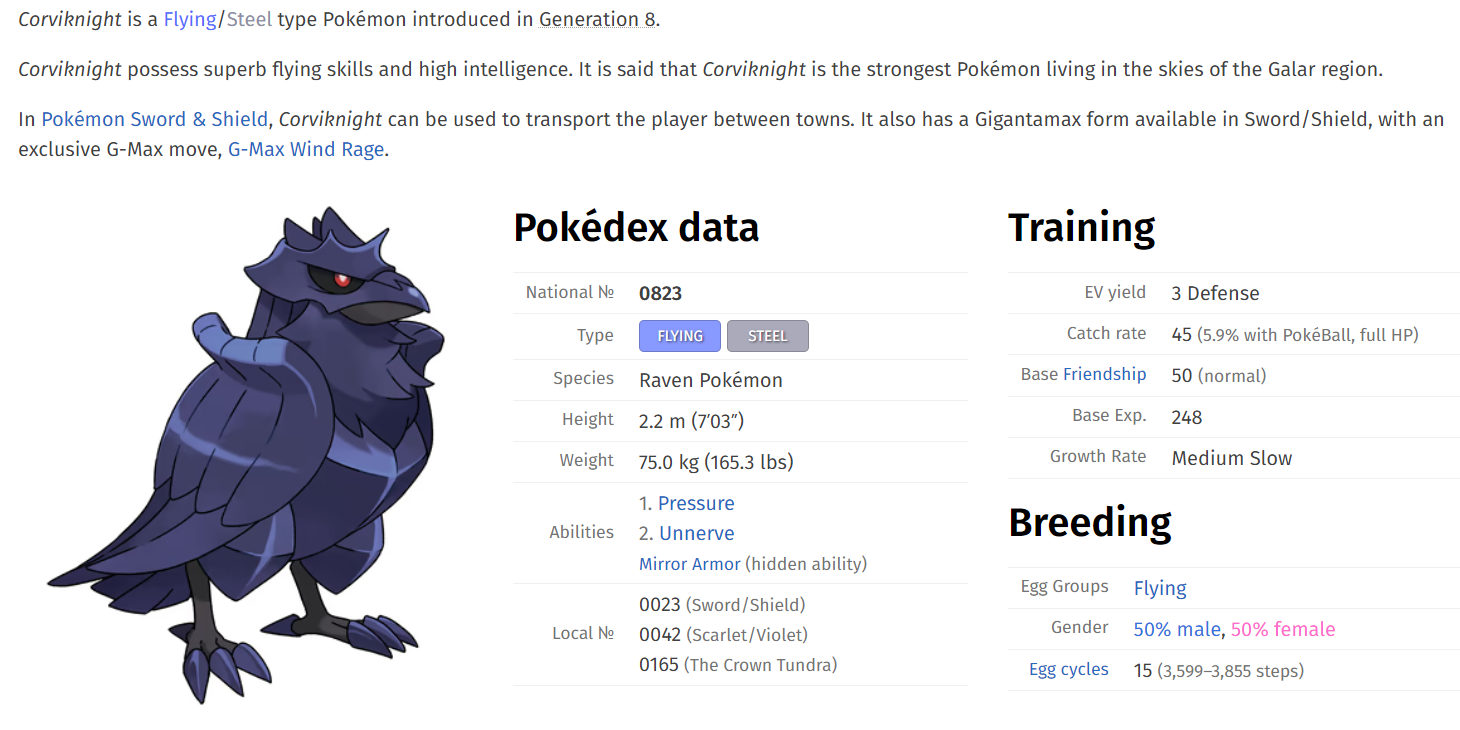 Corviknight is a Flying/Steel type Pokémon introduced in Generation 8.
Corviknight possess superb flying skills and high intelligence. It is said that Corviknight is the strongest Pokémon living in the skies of the Galar region.
In Pokémon Sword & Shield, Corviknight can be used to transport the player between towns. It also has a Gigantamax form available in Sword/Shield, with an
exclusive G-Max move, G-Max Wind Rage.
Pokédex data
National № 0823
Type FLYING STEEL
Species Raven Pokémon
Height 2.2 m (7′03″)
Weight 75.0 kg (165.3 lbs)
Abilities
1. Pressure
2. Unnerve
Mirror Armor (hidden ability)
Local №
0023 (Sword/Shield)
0042 (Scarlet/Violet)
0165 (The Crown Tundra)
Training
EV yield 3 Defense
Catch rate 45 (5.9% with PokéBall, full HP)
Base Friendship 50 (normal)
Base Exp. 248
Growth Rate Medium Slow
Breeding
Egg Groups Flying
Gender 50% male, 50% female
Egg cycles 15 (3,599–3,855 steps)